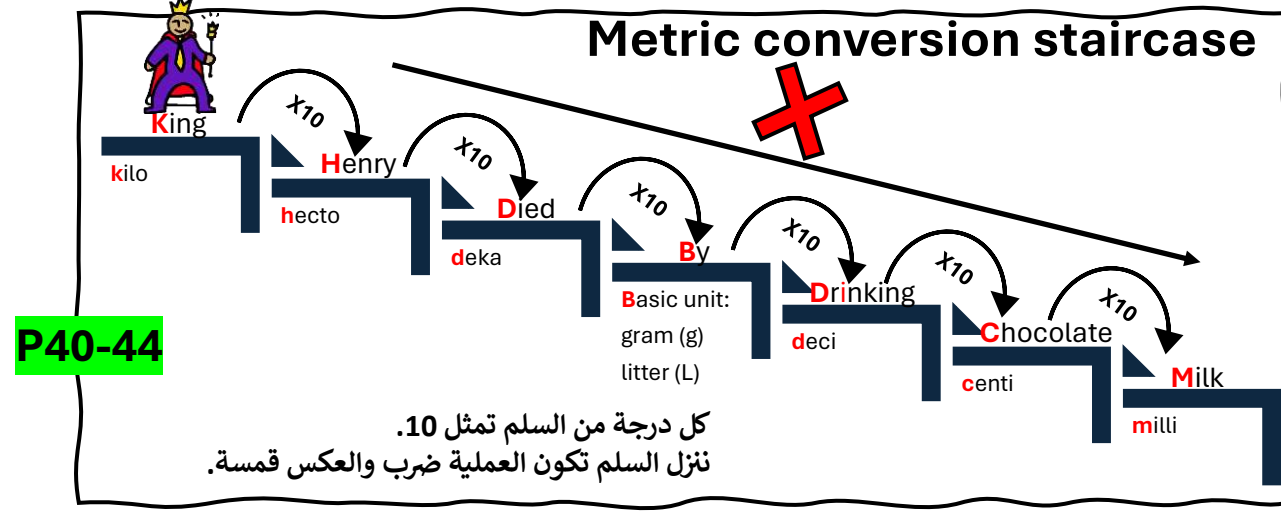 Metric conversion staircase
King
kilo
X10
Henry
hecto
X10
Died
deka
X10
By
Basic unit:
gram (g)
litter (L)
X10
Drinking
deci
X10
Chocolate
centi
X10
Milk
milli
P40-44
كل درجة من السلم تمثل 10.
ننزل السلم تكون العملية ضرب والعكس قمسة.